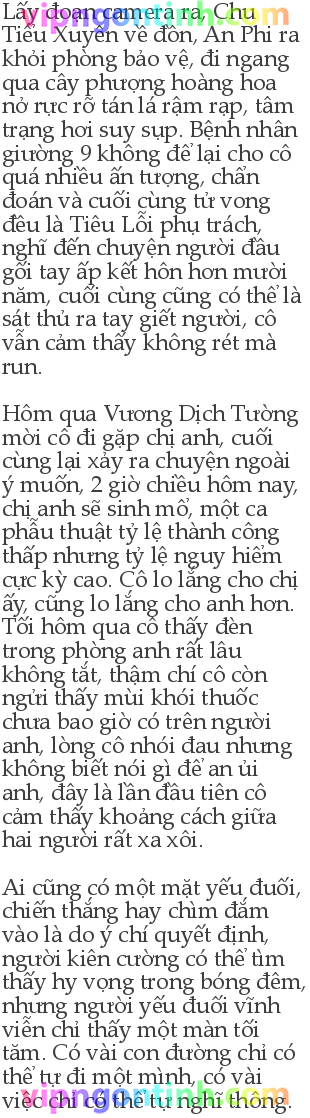 Lấy đoạn camera ra, Chu
Tiểu Xuyên về đồn, An Phi ra
khỏi phòng bảo vệ, đi ngang
qua cây phượng hoàng hoa
nở rực rỡ tán lá rậm rạp, tâm
trạng hơi suy sụp. Bệnh nhân
giường 9 không để lại cho cô
quá nhiều ấn tượng, chẩn
đoán và cuối cùng tử vong
đều là Tiêu Lỗi phụ trách,
nghĩ đến chuyện người đầu
gối tay ấp kết hôn hơn mười
năm, cuối cùng cũng có thể là
sát thủ ra tay giết người, cô
vẫn cảm thấy không rét mà
run.
Hôm qua Vương Dịch Tường
mời cô đi gặp chị anh, cuối
cùng lại xảy ra chuyện ngoài
ý muốn, 2 giờ chiều hôm nay,
chị anh sẽ sinh mổ, một ca
phẫu thuật tỷ lệ thành công
thấp nhưng tỷ lệ nguy hiểm
cực kỳ cao. Cô lo lắng cho chị
ấy, cũng lo lắng cho anh hơn.
Tối hôm qua cô thấy đèn
trong phòng anh rất lâu
không tắt, thậm chí cô còn
ngửi thấy mùi khói thuốc
chưa bao giờ có trên người
anh, lòng cô nhói đau nhưng
không biết nói gì để an ủi
anh, đây là lần đầu tiên cô
cảm thấy khoảng cách giữa
hai người rất xa xôi.
Ai cũng có một mặt yếu đuối,
chiến thắng hay chìm đắm
vào là do ý chí quyết định,
người kiên cường có thể tìm
thấy hy vọng trong bóng đêm,
nhưng người yếu đuối vĩnh
viễn chỉ thấy một màn tối
tăm. Có vài con đường chỉ có
thể tự đi một mình, có vài
việc chỉ có thể tự nghĩ thông.
vipngontinh.com
vipngontinh.com